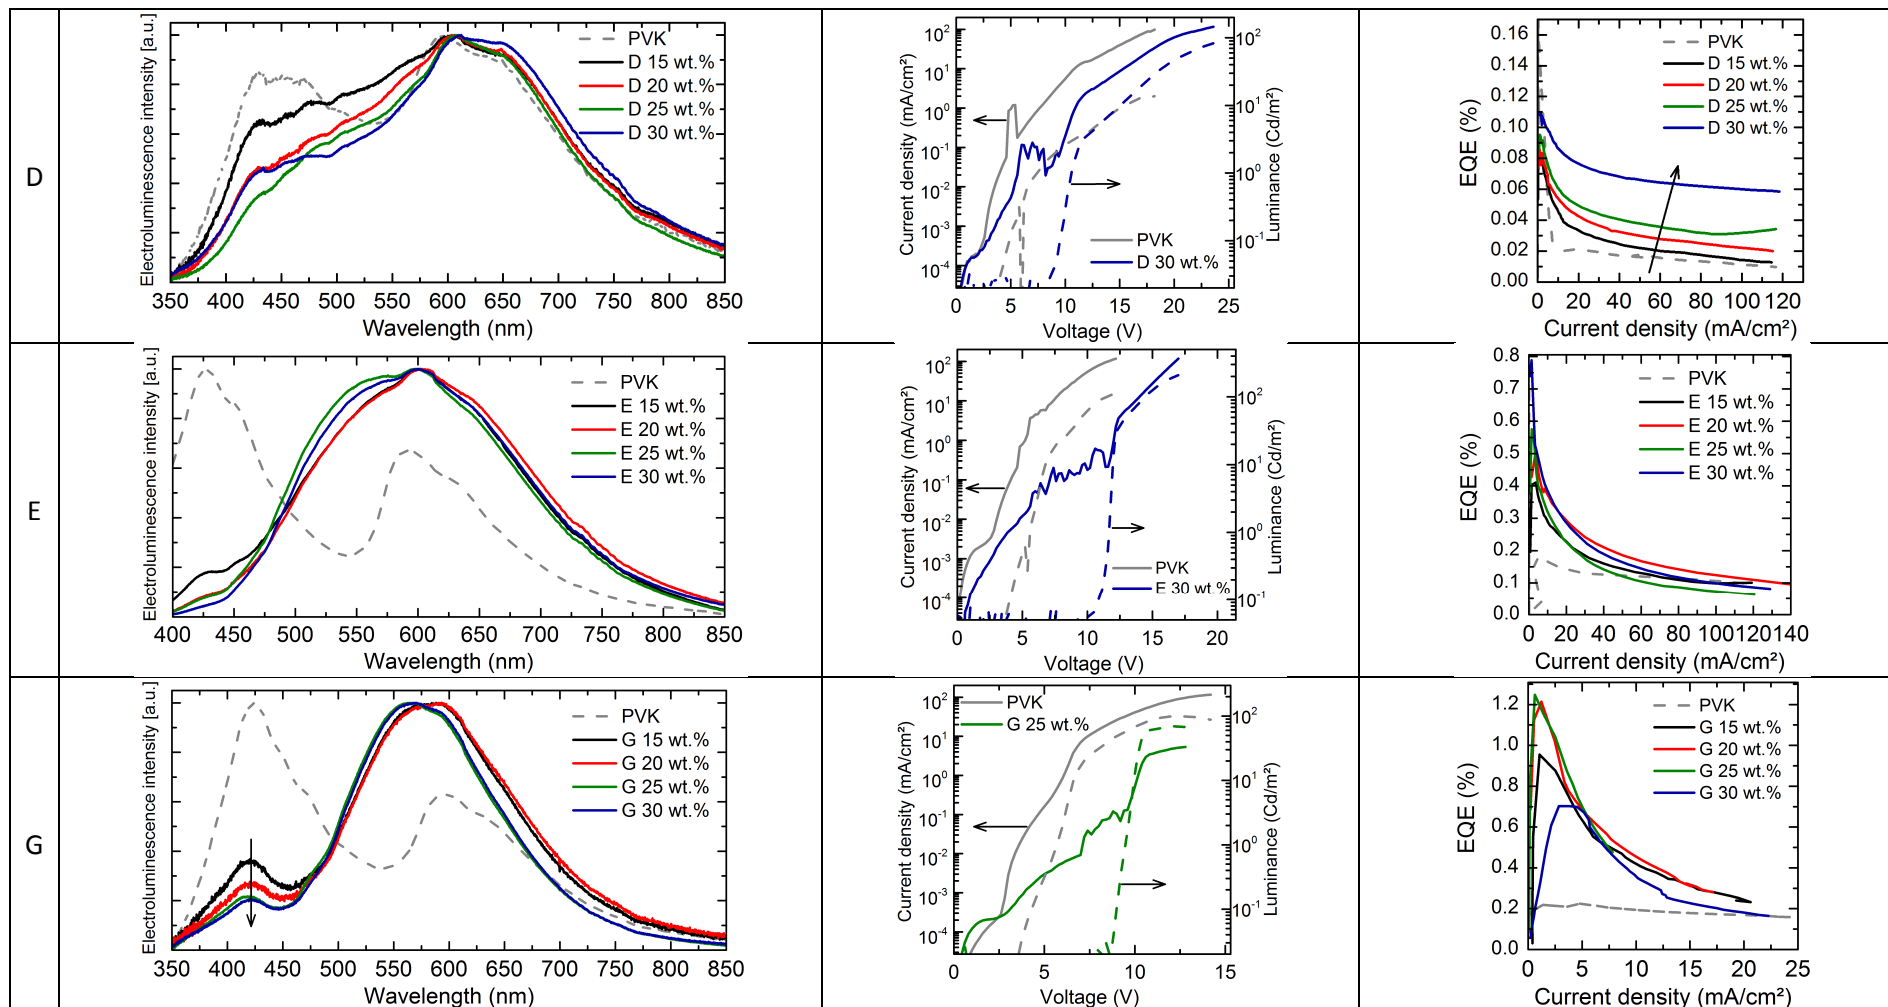 D
Electroluminescence intensity [a.u.]
PVK
D 15 wt.%
D 20 wt.%
D 25 wt.%
D 30 wt.%
350 400 450 500 550 600 650 700 750 800 850
Wavelength (nm)
Current density (mA/cm²)
10² 10¹ 10⁰ 10⁻¹ 10⁻² 10⁻³ 10⁻⁴
PVK
D 30 wt.%
0 5 10 15 20 25
Voltage (V)
10² 10¹ 10⁰ 10⁻¹
Luminance (Cd/m²)
EQE (%)
0.16 0.14 0.12 0.10 0.08 0.06 0.04 0.02 0.00
PVK
D 15 wt.%
D 20 wt.%
D 25 wt.%
D 30 wt.%
0 20 40 60 80 100 120
Current density (mA/cm²)
E
Electroluminescence intensity [a.u.]
PVK
E 15 wt.%
E 20 wt.%
E 25 wt.%
E 30 wt.%
400 450 500 550 600 650 700 750 800 850
Wavelength (nm)
Current density (mA/cm²)
10² 10¹ 10⁰ 10⁻¹ 10⁻² 10⁻³ 10⁻⁴
PVK
E 30 wt.%
0 5 10 15 20
Voltage (V)
10² 10¹ 10⁰ 10⁻¹
Luminance (Cd/m²)
EQE (%)
0.8 0.7 0.6 0.5 0.4 0.3 0.2 0.1 0.0
PVK
E 15 wt.%
E 20 wt.%
E 25 wt.%
E 30 wt.%
0 20 40 60 80 100 120 140
Current density (mA/cm²)
G
Electroluminescence intensity [a.u.]
PVK
G 15 wt.%
G 20 wt.%
G 25 wt.%
G 30 wt.%
350 400 450 500 550 600 650 700 750 800 850
Wavelength (nm)
Current density (mA/cm²)
10² 10¹ 10⁰ 10⁻¹ 10⁻² 10⁻³ 10⁻⁴
PVK
G 25 wt.%
0 5 10 15
Voltage (V)
10² 10¹ 10⁰ 10⁻¹
Luminance (Cd/m²)
EQE (%)
1.2 1.0 0.8 0.6 0.4 0.2 0.0
PVK
G 15 wt.%
G 20 wt.%
G 25 wt.%
G 30 wt.%
0 5 10 15 20 25
Current density (mA/cm²)